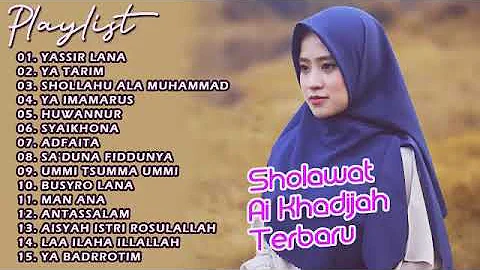 Playlist
01. YASSIR LANA
02. YA TARIM
03. SHOLLAHU ALA MUHAMMAD
04. YA IMAMARUS
05. HUWANNUR
06. SYAIKHONA
07. ADFAITA
08. SA'DUNA FIDDUNYA
09. UMMI TSUMMA UMMI
10. BUSYRO LANA
11. MAN ANA
12. ANTASSALAM
13. AISYAH ISTRI ROSULALLAH
14. LAA ILAHA ILLALLAH
15. YA BADRROTIM
Sholawat
Ai Khadijah
Terbaru